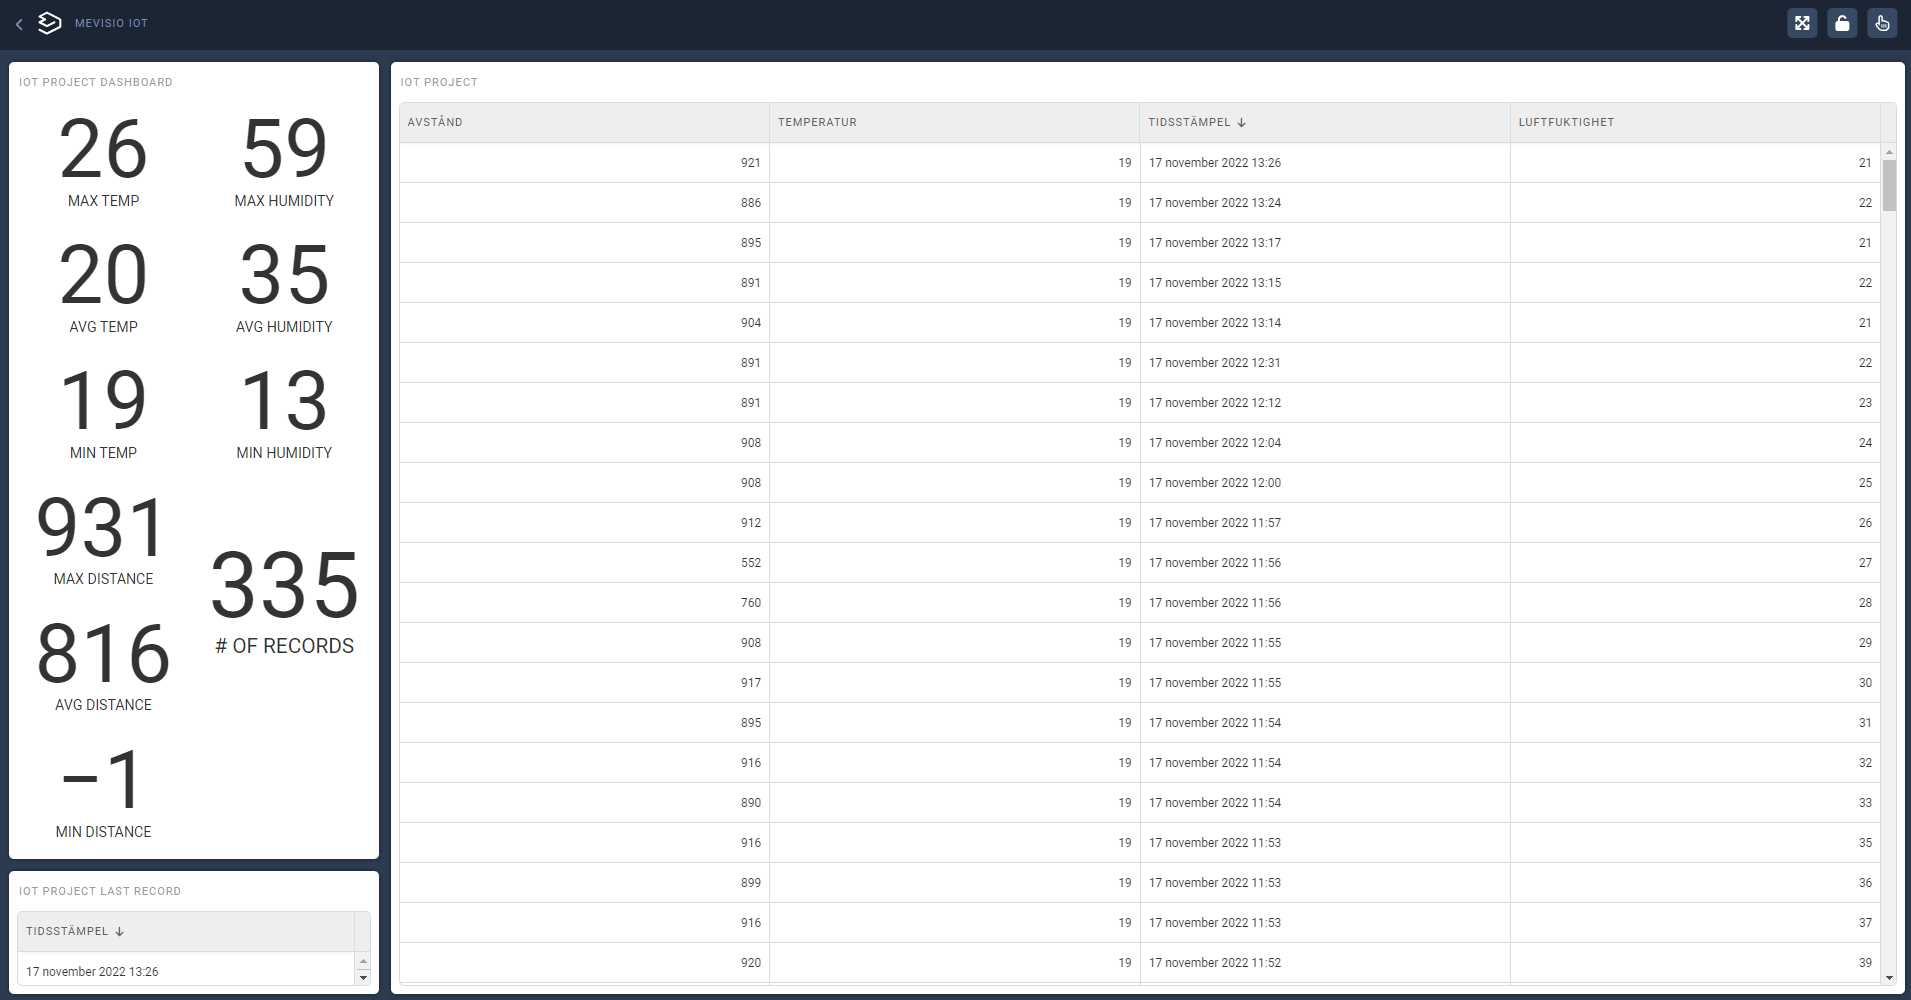 MEVISIO IOT
IOT PROJECT DASHBOARD
26 59
MAX TEMP MAX HUMIDITY
20 35
AVG TEMP AVG HUMIDITY
19 13
MIN TEMP MIN HUMIDITY
931
MAX DISTANCE
335
# OF RECORDS
816
AVG DISTANCE
−1
MIN DISTANCE
IOT PROJECT LAST RECORD
TIDSSTÄMPEL ↓
17 november 2022 13:26
IOT PROJECT
AVSTÅND TEMPERATUR TIDSSTÄMPEL ↓ LUFTFUKTIGHET
921 19 17 november 2022 13:26 21
886 19 17 november 2022 13:24 22
895 19 17 november 2022 13:17 21
891 19 17 november 2022 13:15 22
904 19 17 november 2022 13:14 21
891 19 17 november 2022 12:31 22
891 19 17 november 2022 12:12 23
908 19 17 november 2022 12:04 24
908 19 17 november 2022 12:00 25
912 19 17 november 2022 11:57 26
552 19 17 november 2022 11:56 27
760 19 17 november 2022 11:56 28
908 19 17 november 2022 11:55 29
917 19 17 november 2022 11:55 30
895 19 17 november 2022 11:54 31
916 19 17 november 2022 11:54 32
890 19 17 november 2022 11:54 33
916 19 17 november 2022 11:53 35
899 19 17 november 2022 11:53 36
916 19 17 november 2022 11:53 37
920 19 17 november 2022 11:52 39